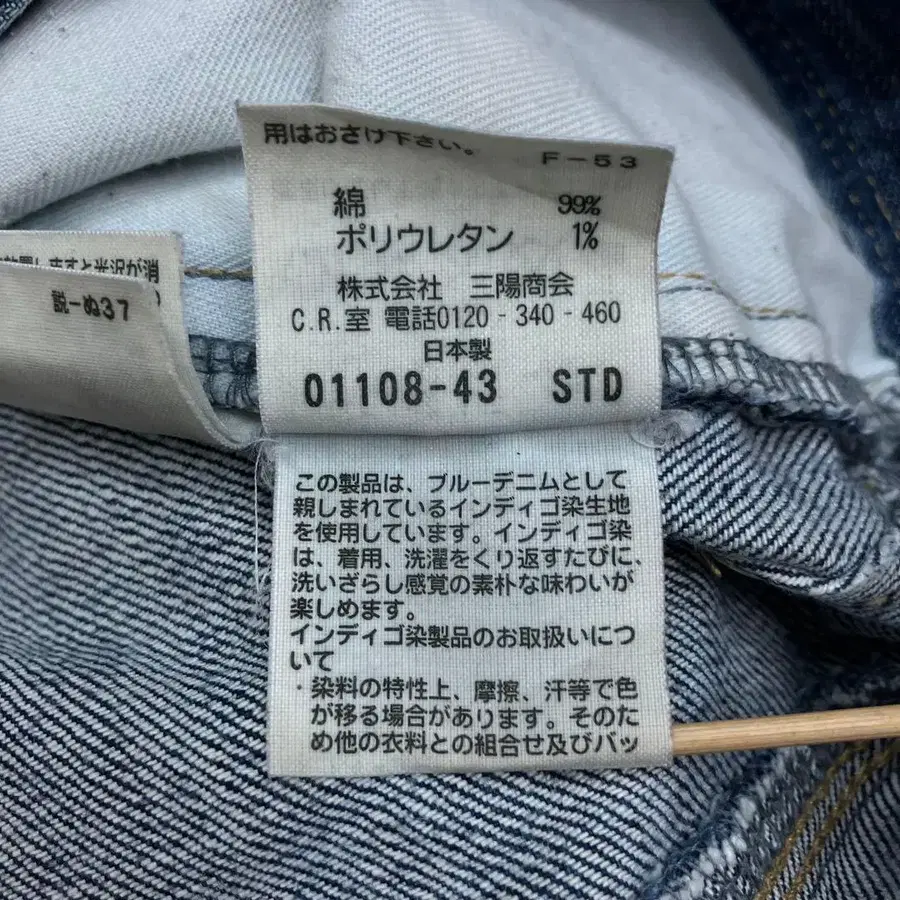 用はおさけ下さい。 F-53
綿 99%
ポリウレタン 1%
株式会社 三陽商会
C.R.室 電話0120-340-460
日本製
01108-43 STD
この製品は、ブルーデニムとして
親しまれているインディゴ染生地
を使用しています。インディゴ染
は、着用、洗濯をくり返すたびに、
洗いざらし感覚の素朴な味わいが
楽しめます。
インディゴ染製品のお取扱いにつ
いて
・染料の特性上、摩擦、汗等で色
が移る場合があります。そのた
め他の衣料との組合せ及びバッ
しますと光沢が消
説-ぬ37